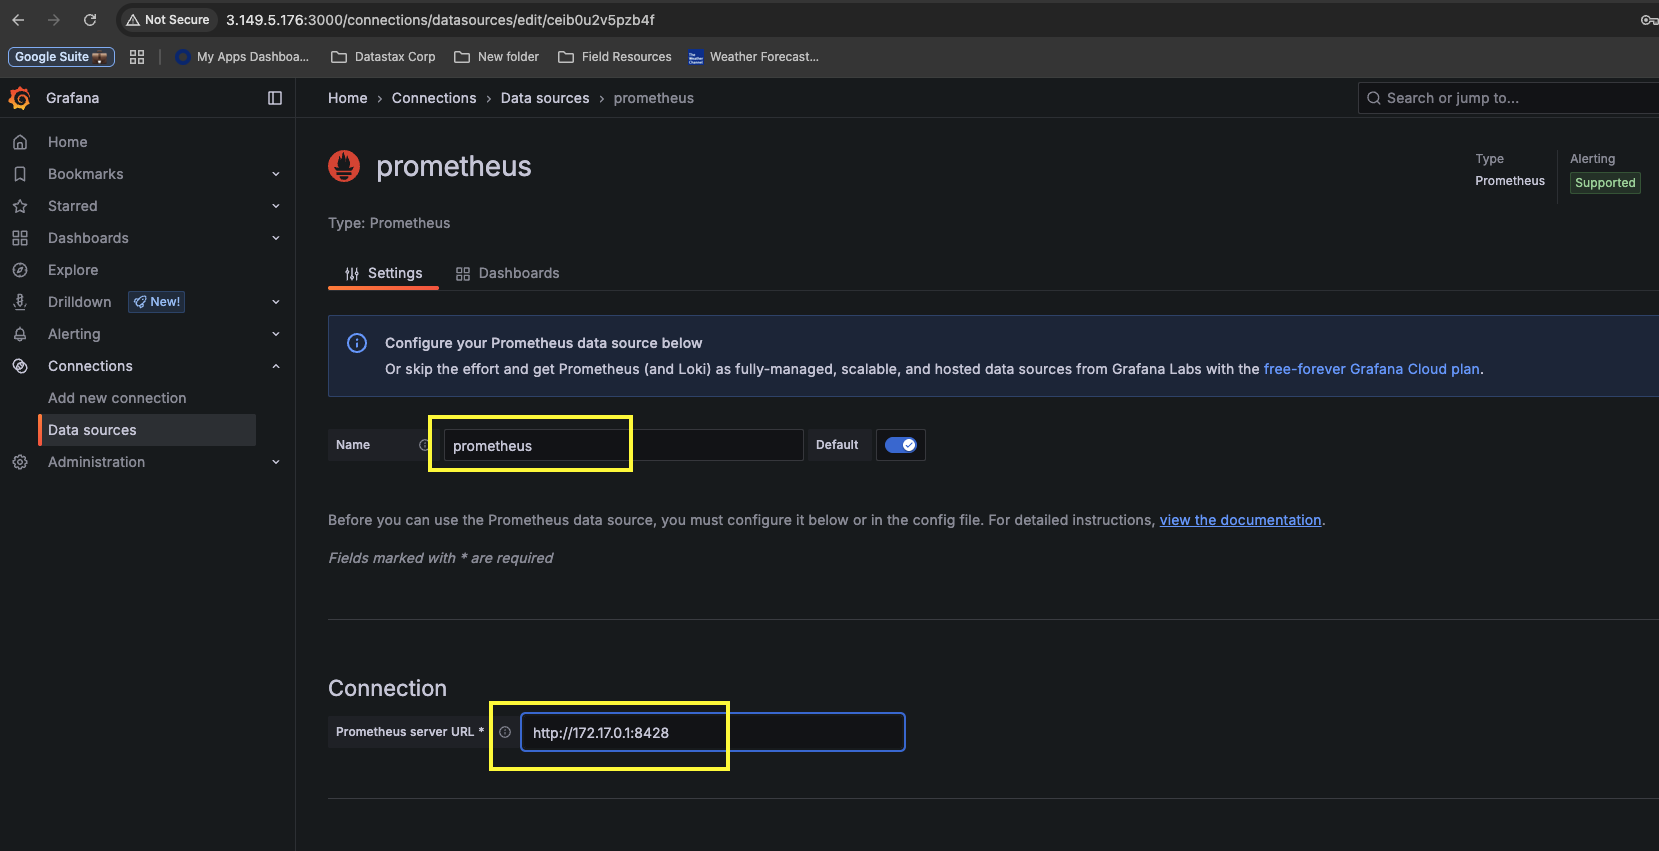 Not Secure 3.149.5.176:3000/connections/datasources/edit/ceib0u2v5pzb4f
Google Suite My Apps Dashboa... Datastax Corp New folder Field Resources Weather Forecast...
Grafana
Home › Connections › Data sources › prometheus
Search or jump to...
Home
Bookmarks
Starred
Dashboards
Explore
Drilldown New!
Alerting
Connections
Add new connection
Data sources
Administration
prometheus
Type
Prometheus
Alerting
Supported
Type: Prometheus
Settings Dashboards
Configure your Prometheus data source below
Or skip the effort and get Prometheus (and Loki) as fully-managed, scalable, and hosted data sources from Grafana Labs with the free-forever Grafana Cloud plan.
Name prometheus Default
Before you can use the Prometheus data source, you must configure it below or in the config file. For detailed instructions, view the documentation.
Fields marked with * are required
Connection
Prometheus server URL * http://172.17.0.1:8428